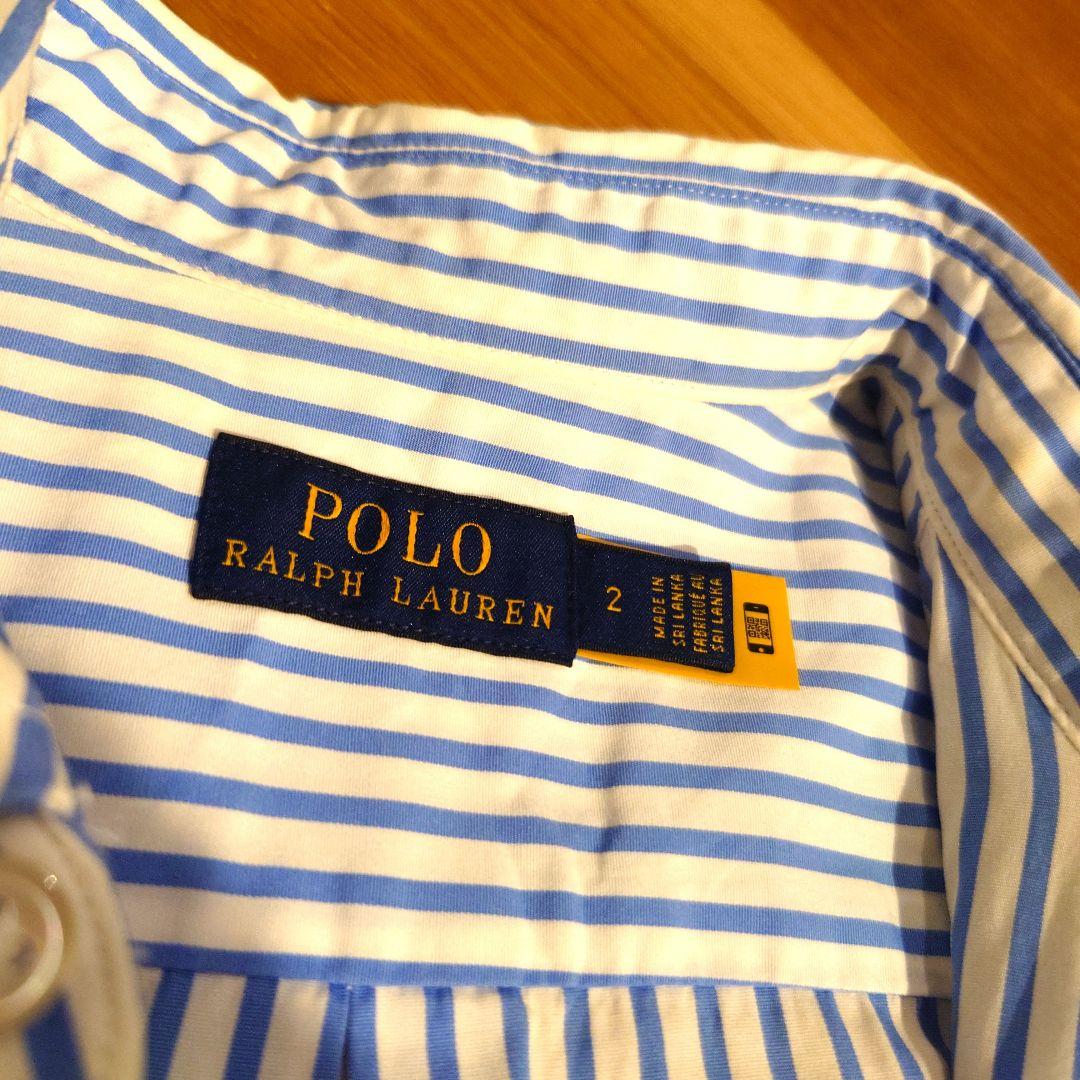 POLO
RALPH LAUREN
2
MADE IN
SRI LANKA
FABRIQUÉ AU
SRI LANKA